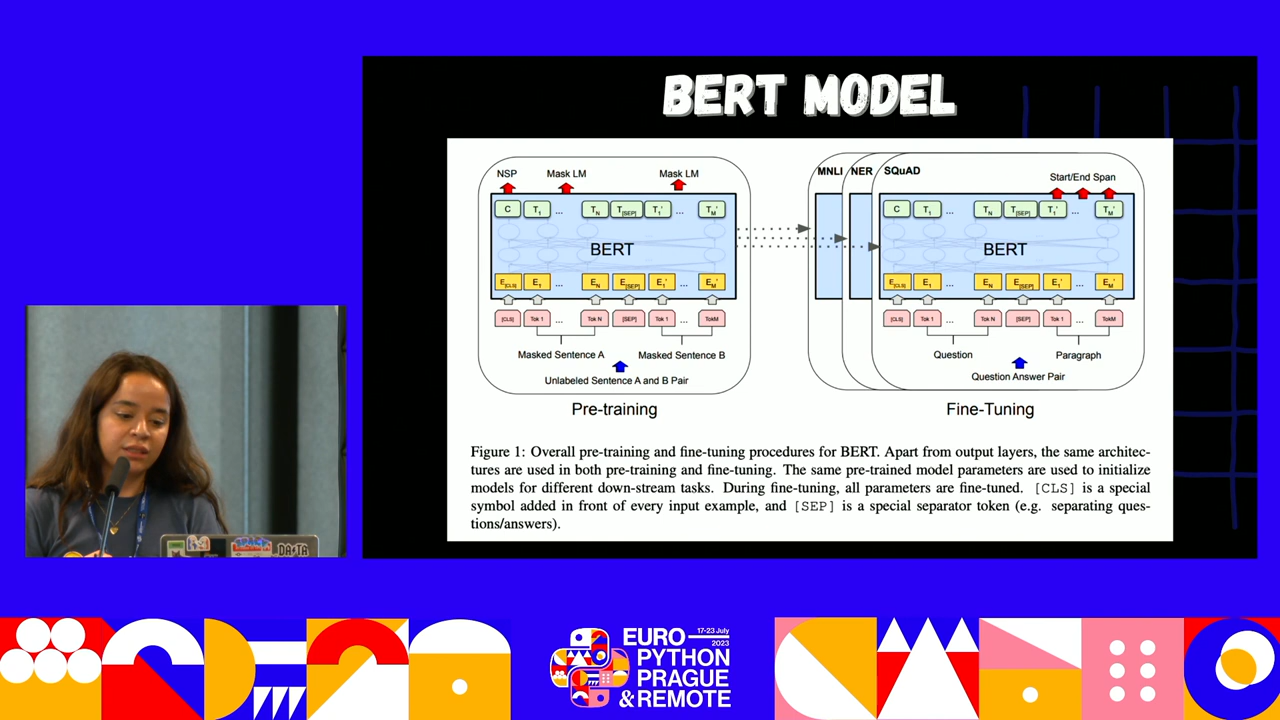 BERT MODEL
NSP Mask LM Mask LM
C T1 ... TN T[SEP] T1' ... TM'
BERT
E[CLS] E1 ... EN E[SEP] E1' ... EM'
[CLS] Tok 1 ... Tok N [SEP] Tok 1 ... TokM
Masked Sentence A Masked Sentence B
Unlabeled Sentence A and B Pair
Pre-training
MNLI NER SQuAD
Start/End Span
C T1 ... TN T[SEP] T1' ... TM'
BERT
E[CLS] E1 ... EN E[SEP] E1' ... EM'
[CLS] Tok 1 ... Tok N [SEP] Tok 1 ... TokM
Question Paragraph
Question Answer Pair
Fine-Tuning
Figure 1: Overall pre-training and fine-tuning procedures for BERT. Apart from output layers, the same architec-
tures are used in both pre-training and fine-tuning. The same pre-trained model parameters are used to initialize
models for different down-stream tasks. During fine-tuning, all parameters are fine-tuned. [CLS] is a special
symbol added in front of every input example, and [SEP] is a special separator token (e.g. separating ques-
tions/answers).
EURO 17-23 July
2023
PYTHON
PRAGUE
& REMOTE